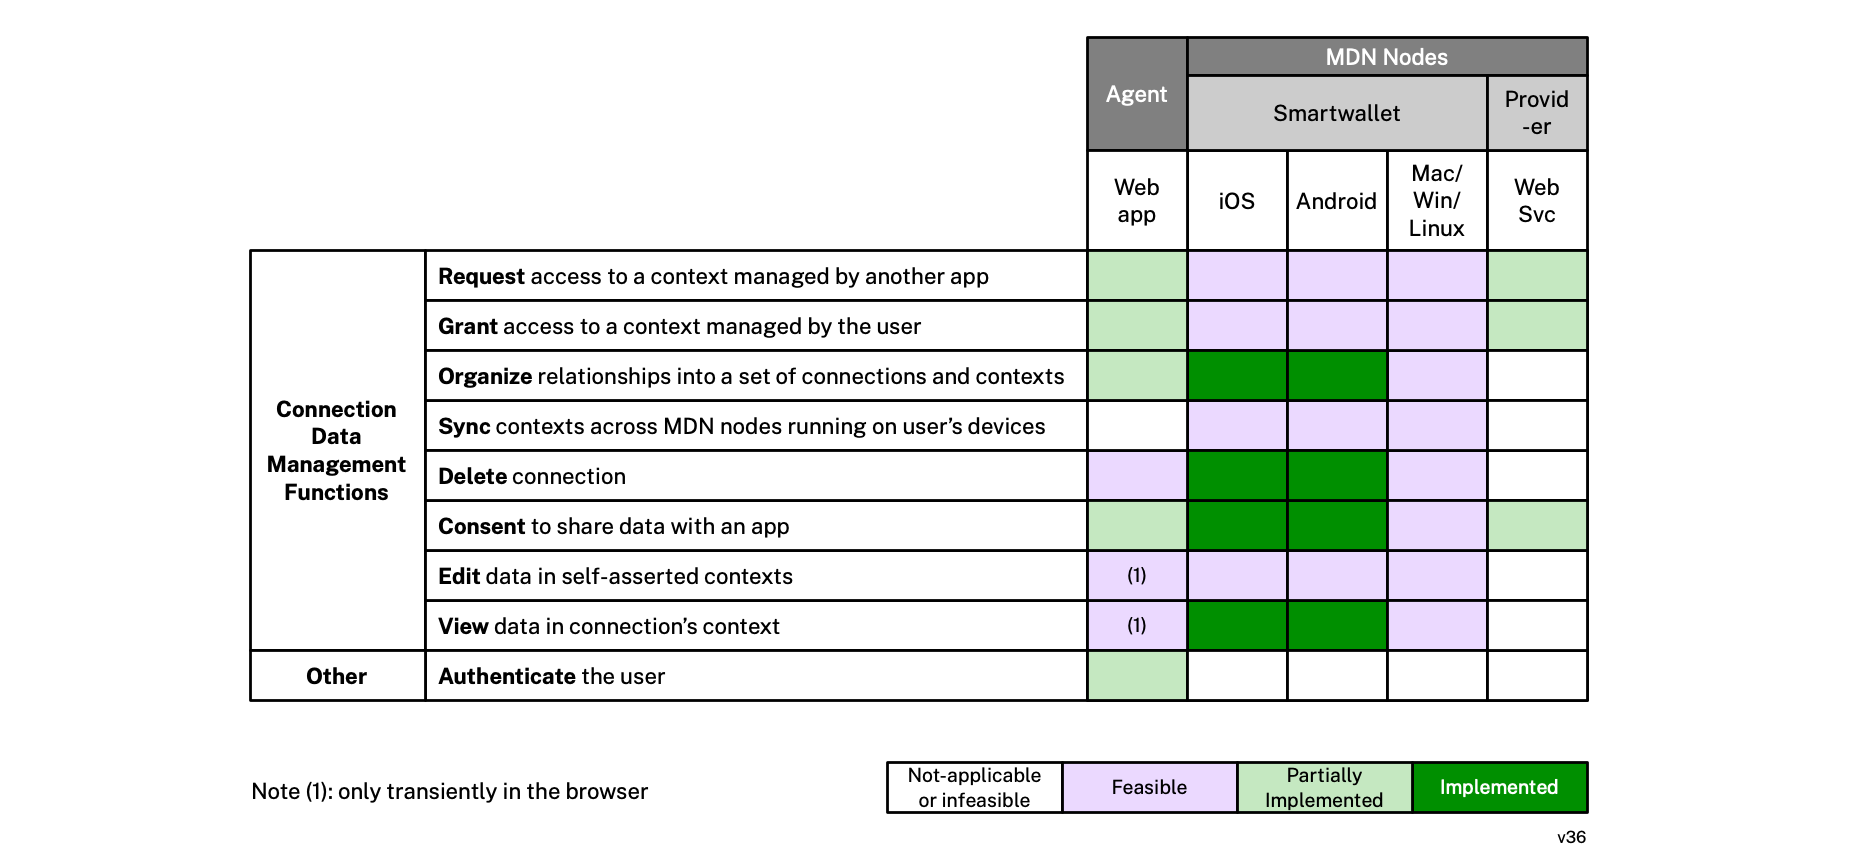 MDN Nodes
Agent
Smartwallet
Provid
-er
Web
app
iOS
Android
Mac/
Win/
Linux
Web
Svc
Connection
Data
Management
Functions
Request access to a context managed by another app
Grant access to a context managed by the user
Organize relationships into a set of connections and contexts
Sync contexts across MDN nodes running on user’s devices
Delete connection
Consent to share data with an app
Edit data in self-asserted contexts
(1)
View data in connection’s context
(1)
Other
Authenticate the user
Note (1): only transiently in the browser
Not-applicable
or infeasible
Feasible
Partially
Implemented
Implemented
v36